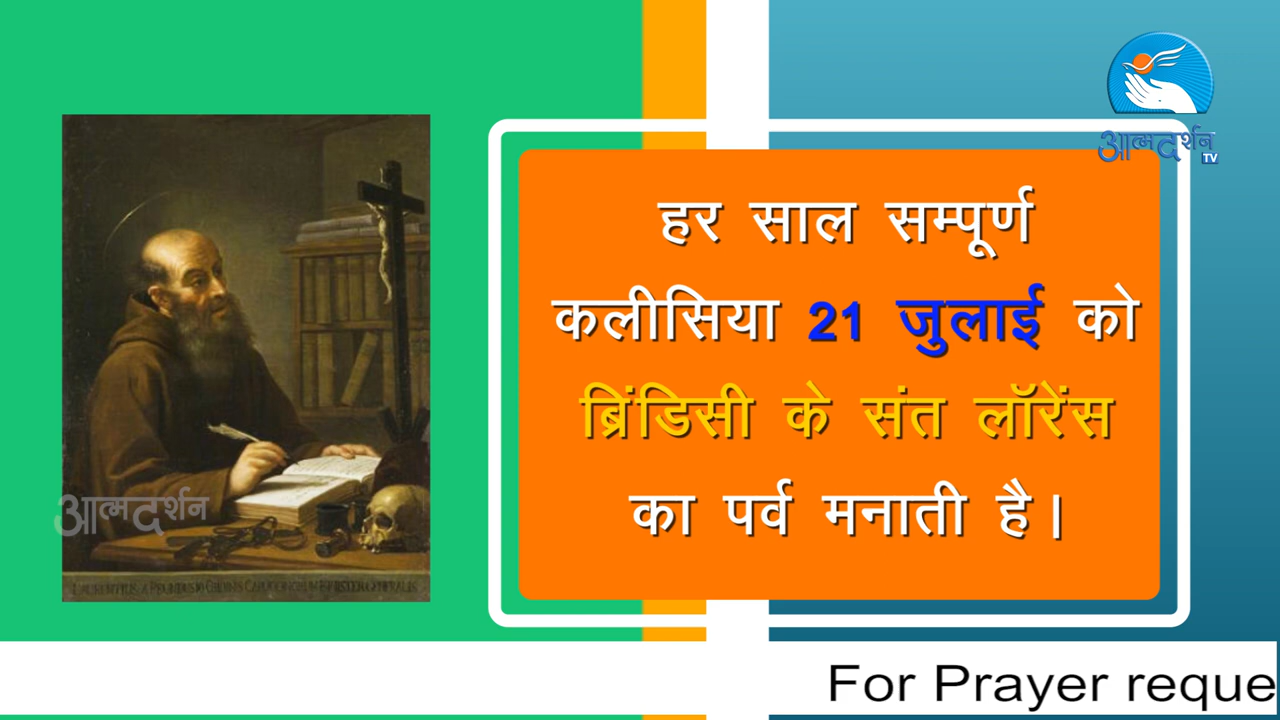 आत्मदर्शन
TV
हर साल सम्पूर्ण
कलीसिया 21 जुलाई को
ब्रिंडिसी के संत लॉरेंस
का पर्व मनाती है।
आत्मदर्शन
For Prayer reque